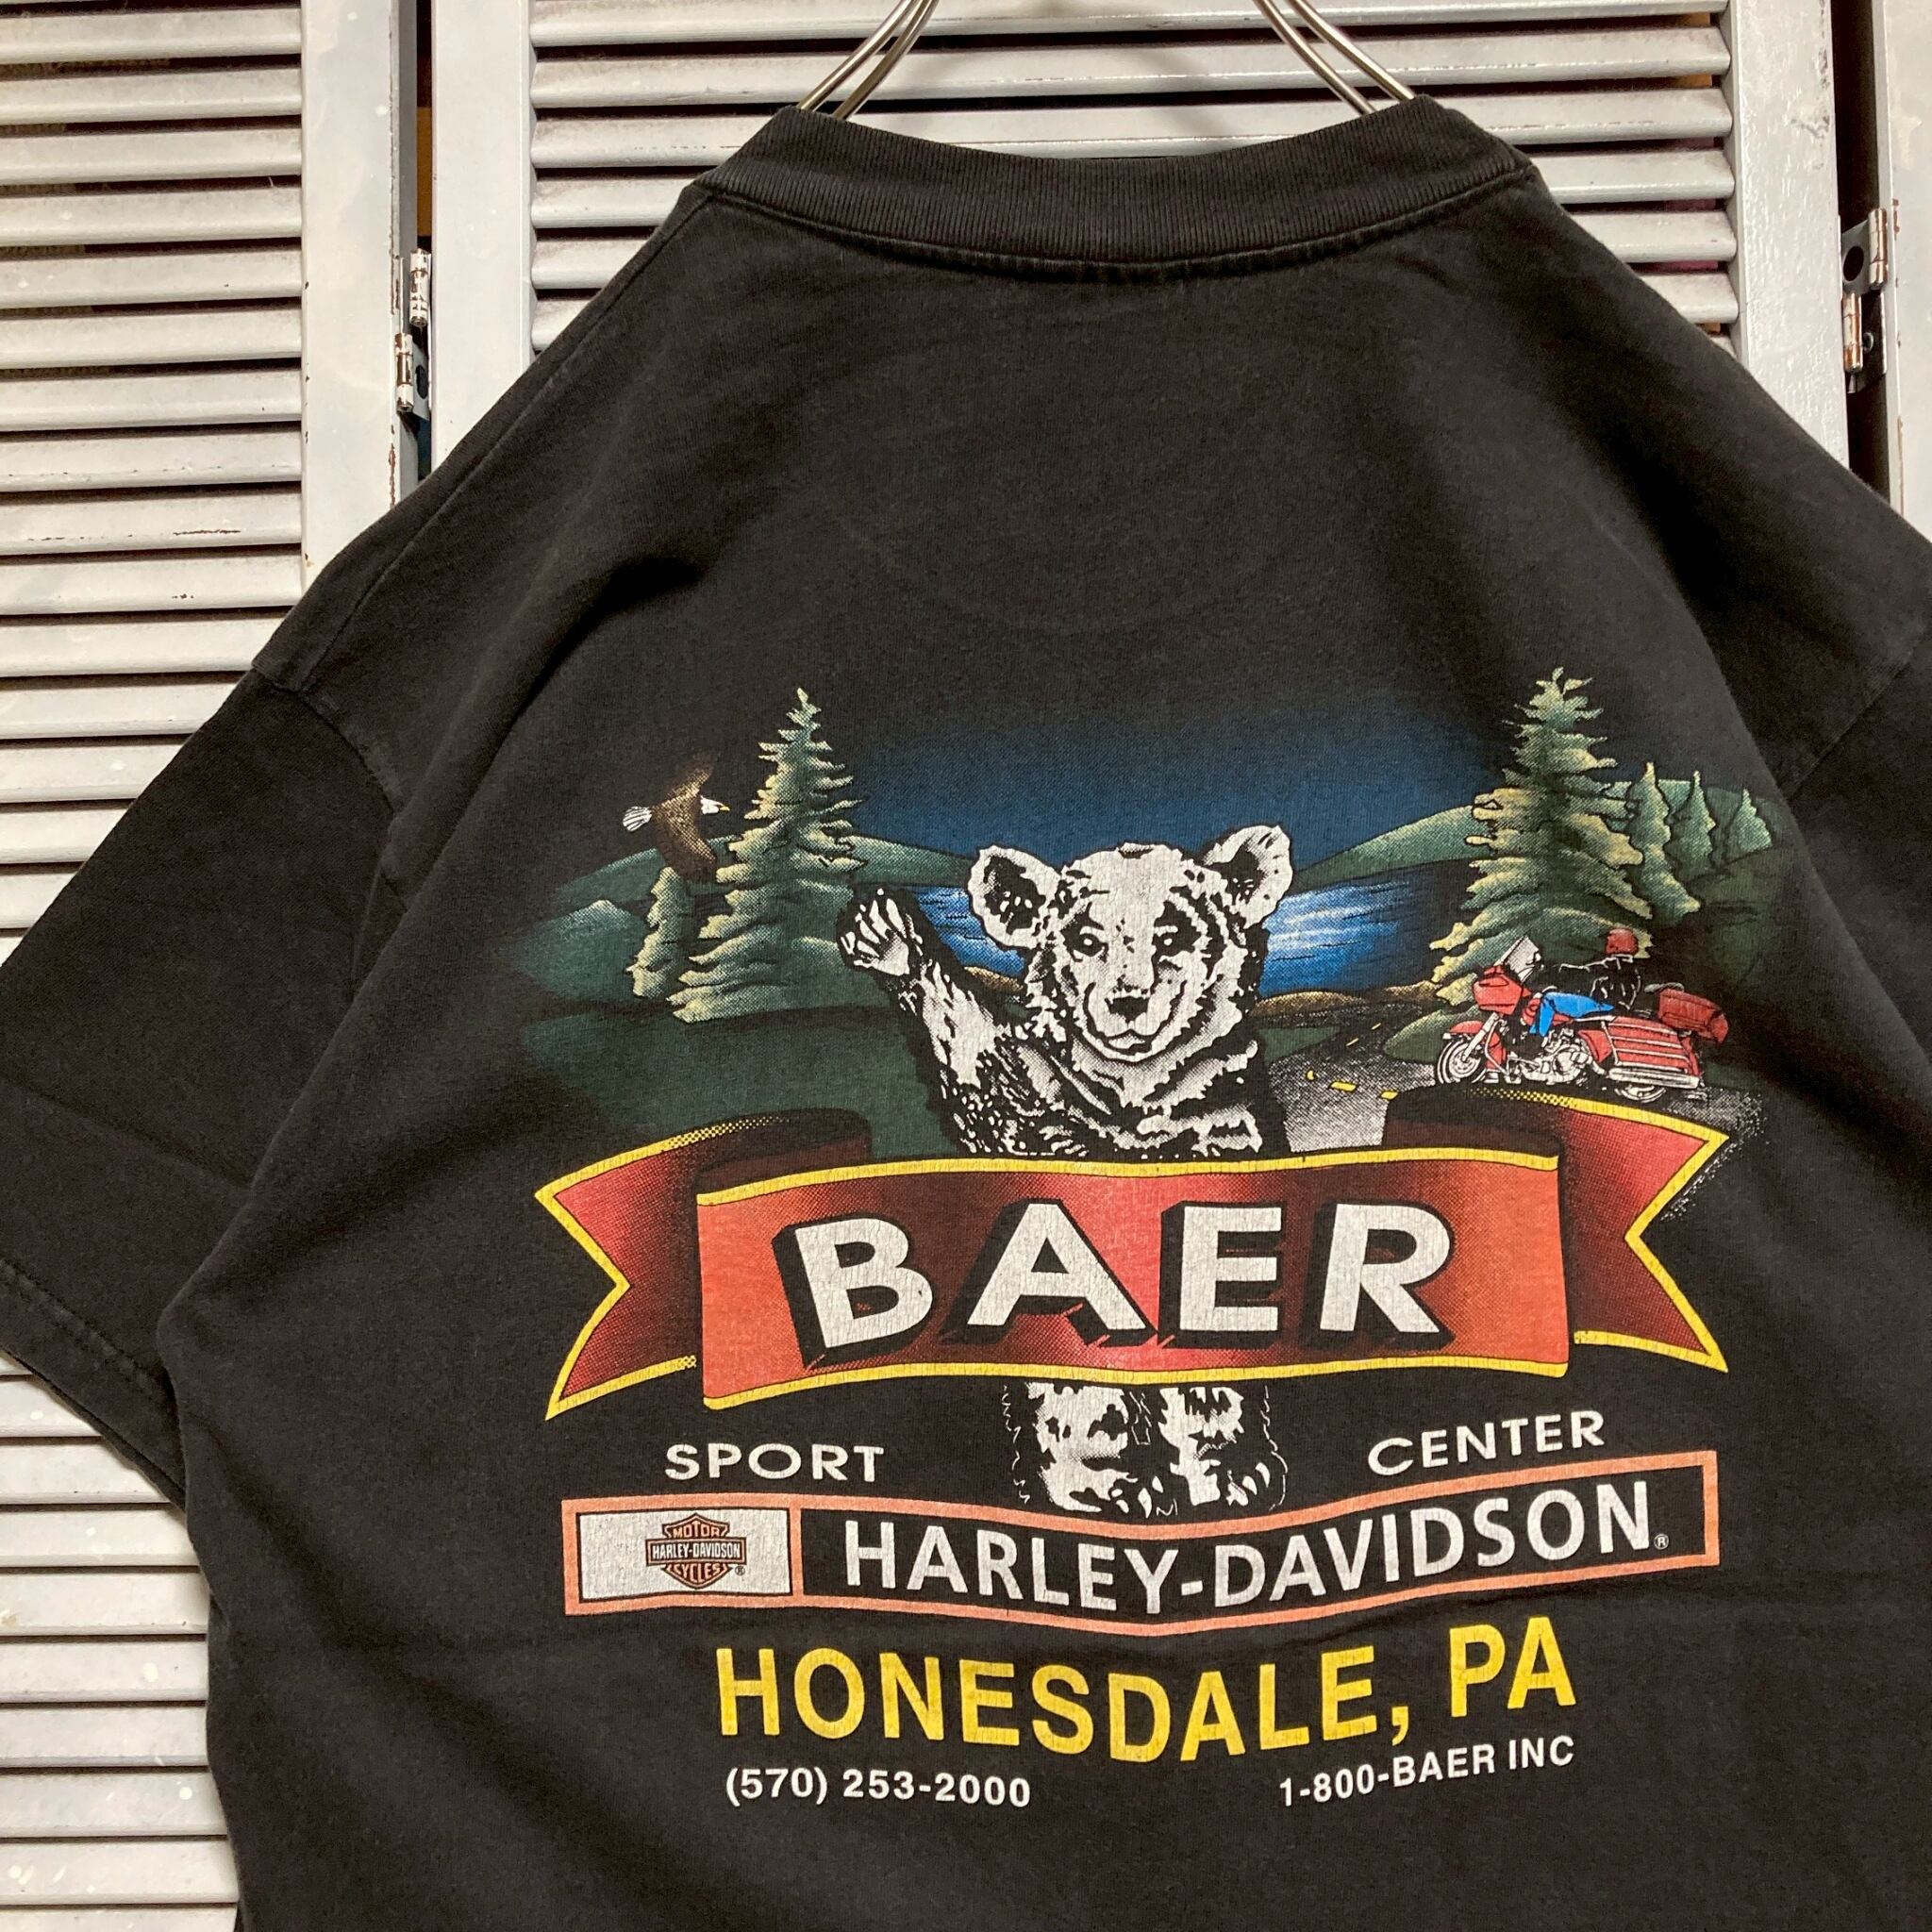 BAER
SPORT CENTER
MOTOR
HARLEY-DAVIDSON
CYCLES
®
HARLEY-DAVIDSON®
HONESDALE, PA
(570) 253-2000 1-800-BAER INC